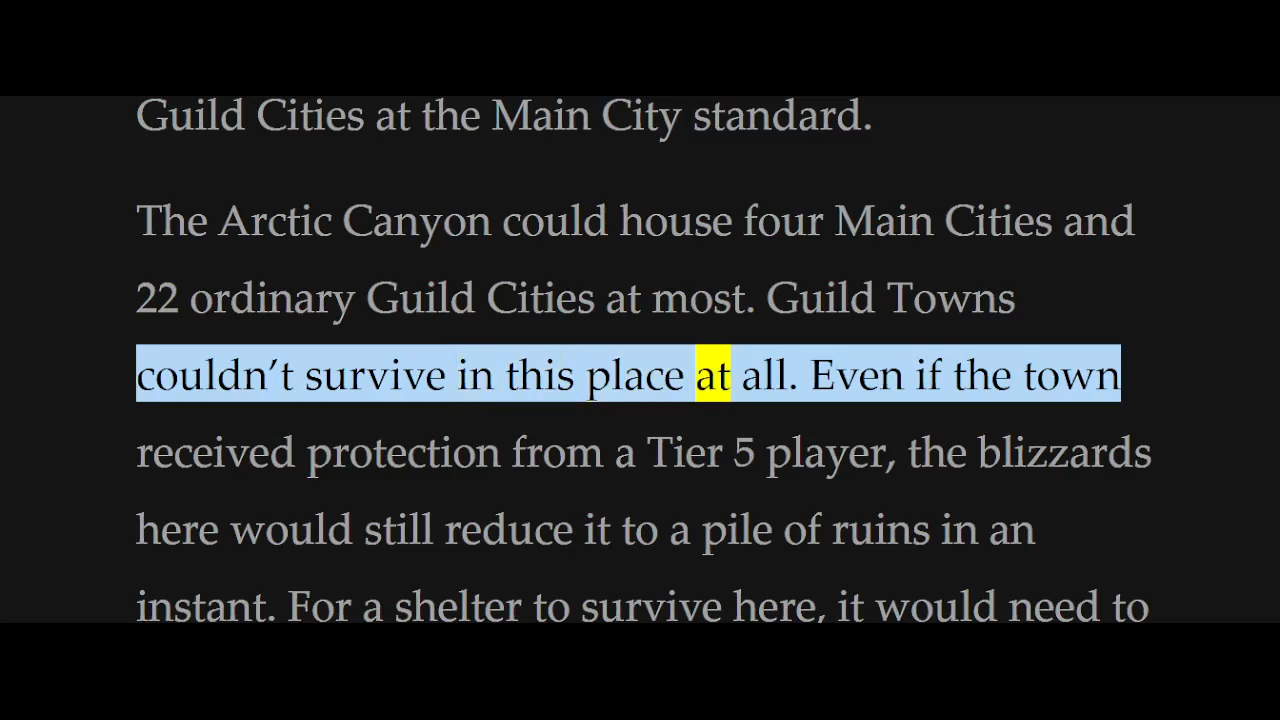 Guild Cities at the Main City standard.
The Arctic Canyon could house four Main Cities and
22 ordinary Guild Cities at most. Guild Towns
couldn’t survive in this place at all. Even if the town
received protection from a Tier 5 player, the blizzards
here would still reduce it to a pile of ruins in an
instant. For a shelter to survive here, it would need to